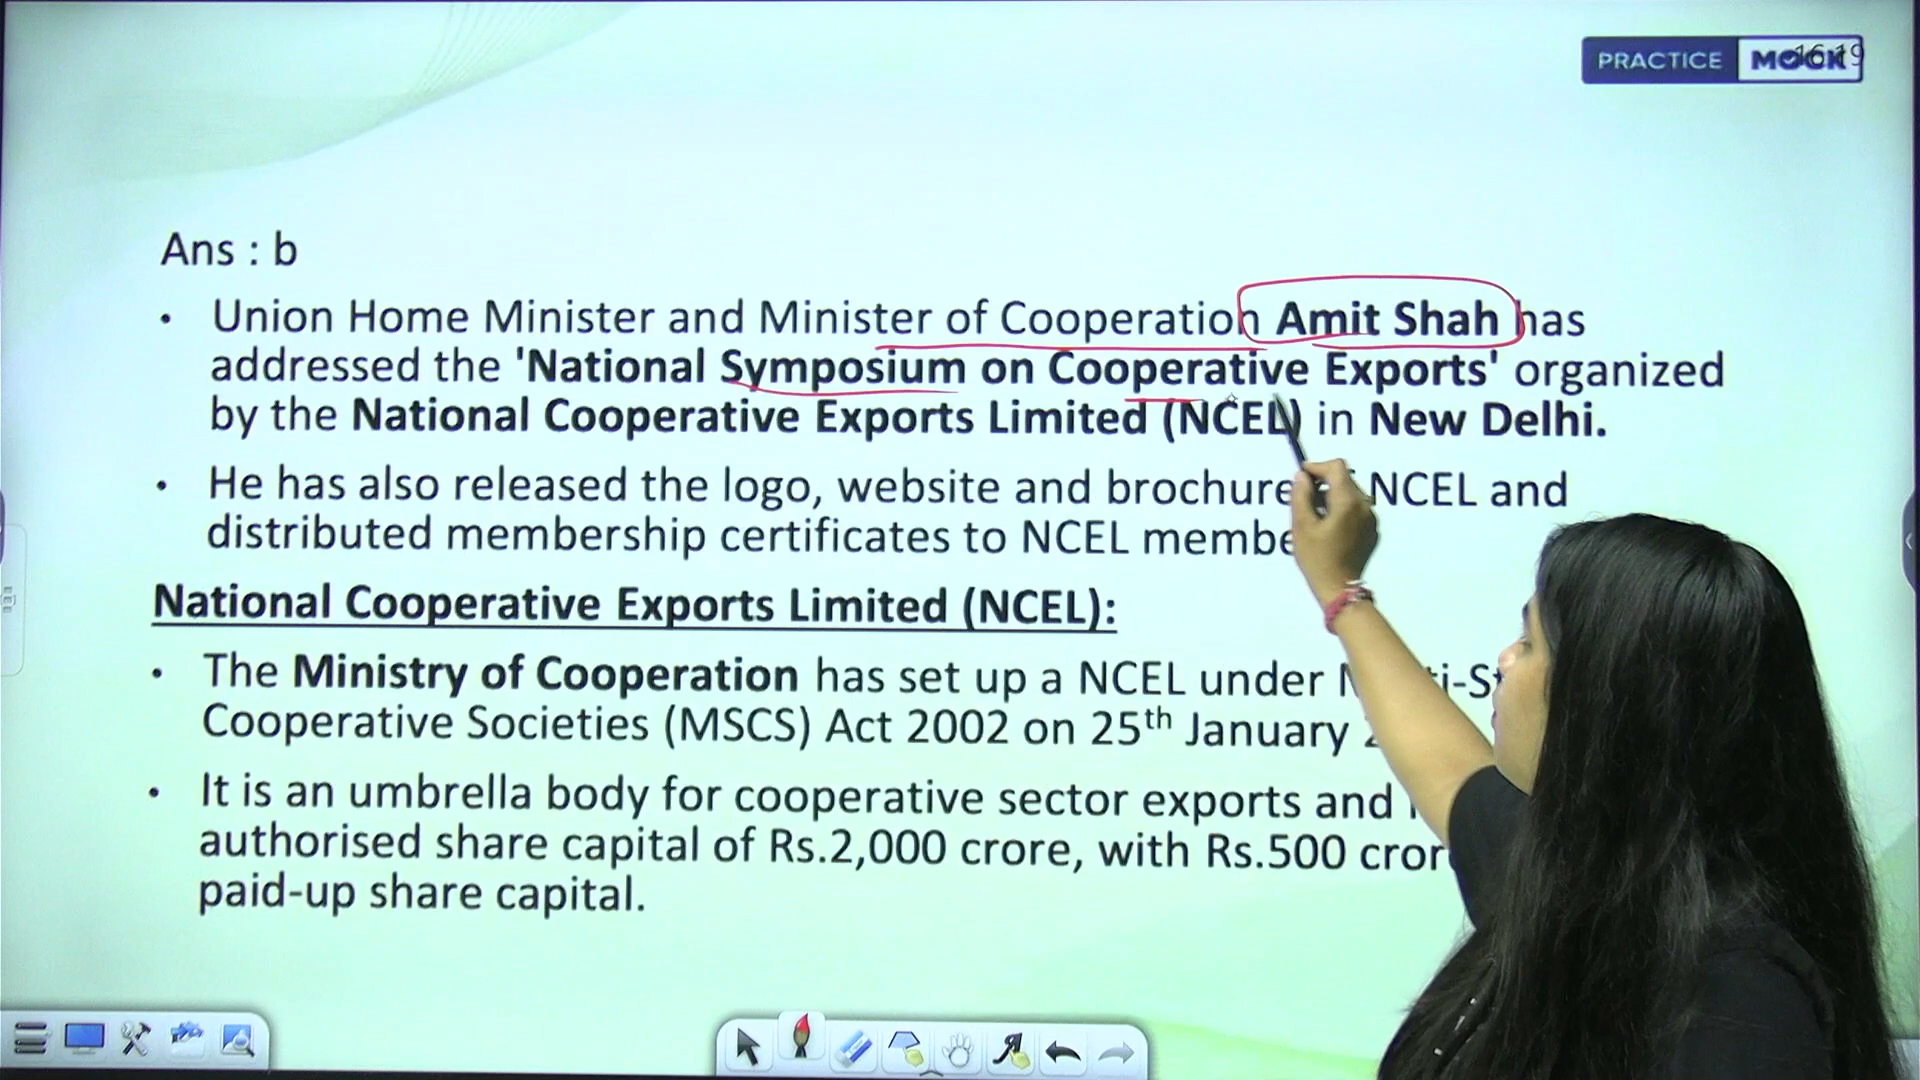 PRACTICE MOCK
16:19
Ans : b
• Union Home Minister and Minister of Cooperation Amit Shah has
addressed the 'National Symposium on Cooperative Exports' organized
by the National Cooperative Exports Limited (NCEL) in New Delhi.
• He has also released the logo, website and brochure NCEL and
distributed membership certificates to NCEL membe
National Cooperative Exports Limited (NCEL):
• The Ministry of Cooperation has set up a NCEL under
Cooperative Societies (MSCS) Act 2002 on 25th January
• It is an umbrella body for cooperative sector exports and
authorised share capital of Rs.2,000 crore, with Rs.500 cror
paid-up share capital.